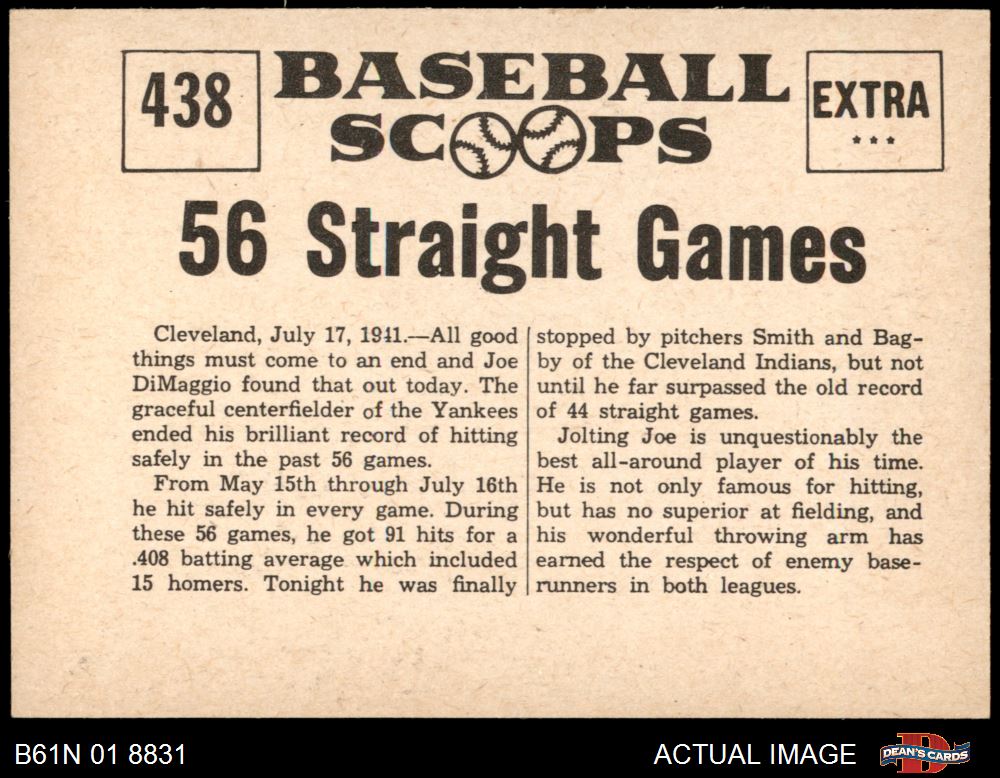 438
BASEBALL
SCOOPS
EXTRA
***
56 Straight Games
Cleveland, July 17, 1941.—All good
things must come to an end and Joe
DiMaggio found that out today. The
graceful centerfielder of the Yankees
ended his brilliant record of hitting
safely in the past 56 games.
From May 15th through July 16th
he hit safely in every game. During
these 56 games, he got 91 hits for a
.408 batting average which included
15 homers. Tonight he was finally
stopped by pitchers Smith and Bag-
by of the Cleveland Indians, but not
until he far surpassed the old record
of 44 straight games.
Jolting Joe is unquestionably the
best all-around player of his time.
He is not only famous for hitting,
but has no superior at fielding, and
his wonderful throwing arm has
earned the respect of enemy base-
runners in both leagues.
B61N 01 8831
ACTUAL IMAGE
DEAN'S CARDS